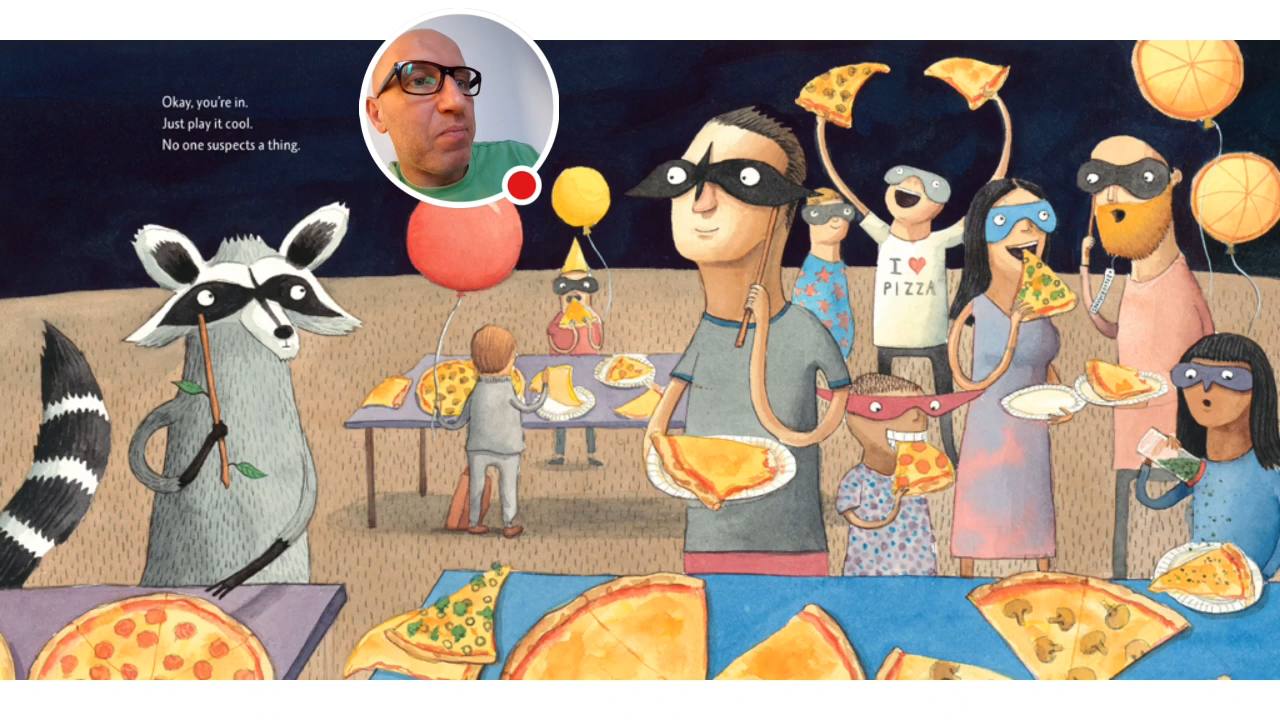 Okay, you're in.
Just play it cool.
No one suspects a thing.
I ♥
PIZZA